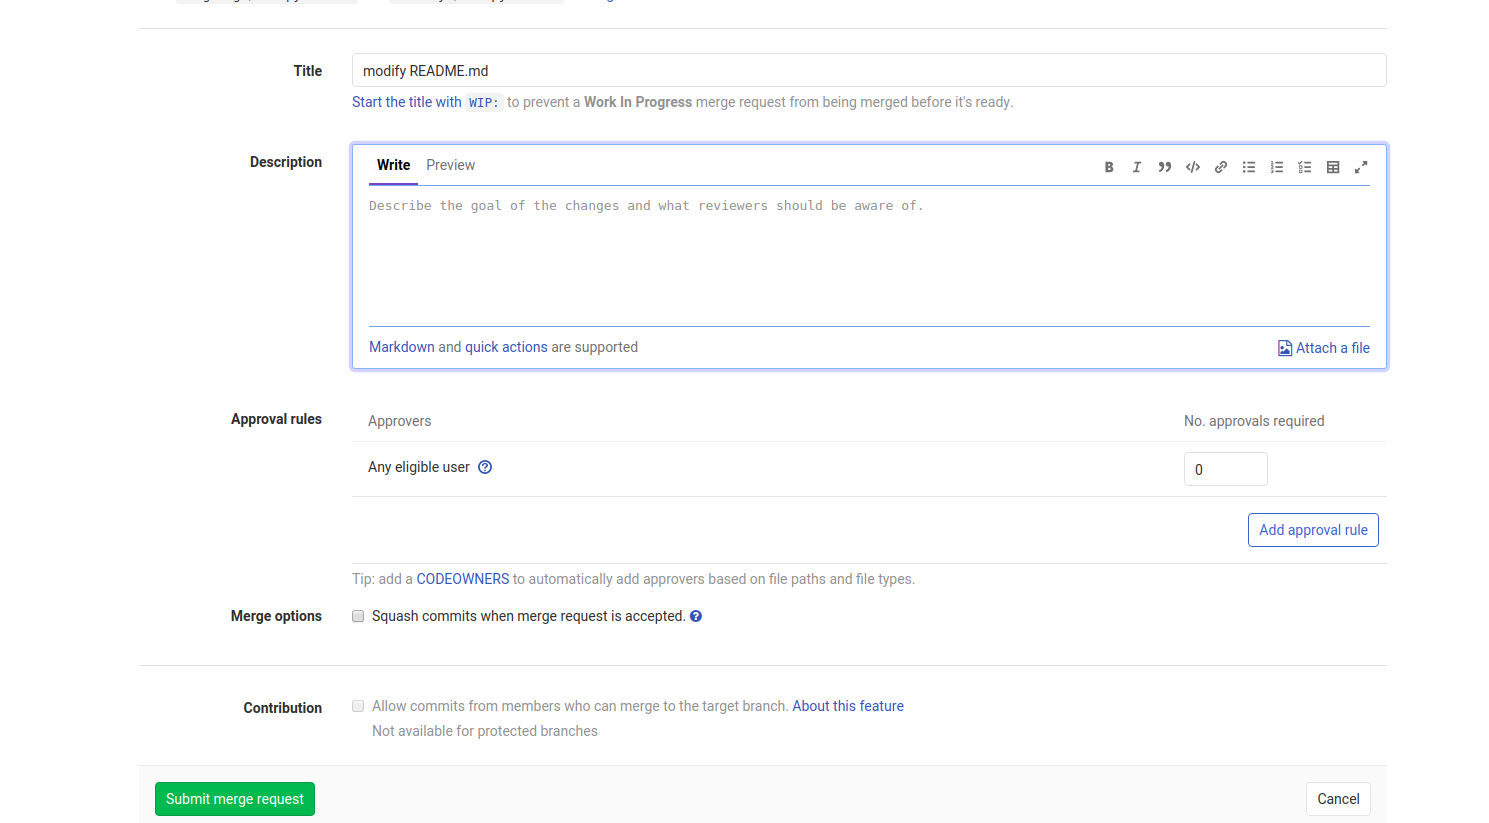 Title
modify README.md
Start the title with WIP: to prevent a Work In Progress merge request from being merged before it's ready.
Description
Write Preview
Describe the goal of the changes and what reviewers should be aware of.
Markdown and quick actions are supported
Attach a file
Approval rules
Approvers
No. approvals required
Any eligible user
0
Add approval rule
Tip: add a CODEOWNERS to automatically add approvers based on file paths and file types.
Merge options
Squash commits when merge request is accepted.
Contribution
Allow commits from members who can merge to the target branch. About this feature
Not available for protected branches
Submit merge request
Cancel